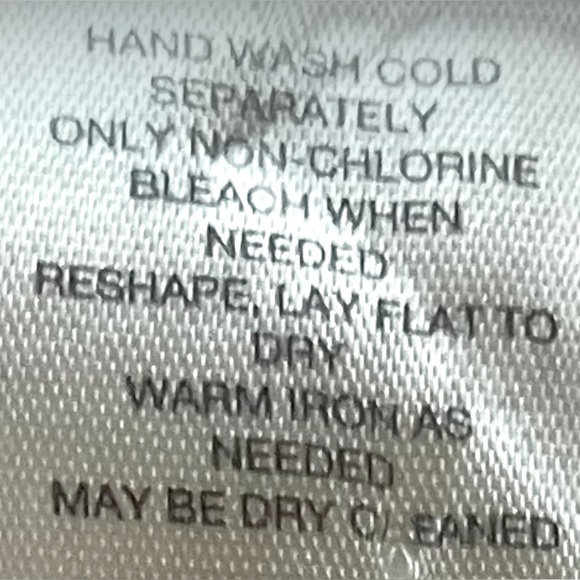 HAND WASH COLD
SEPARATELY
ONLY NON-CHLORINE
BLEACH WHEN
NEEDED
RESHAPE, LAY FLAT TO
DRY
WARM IRON AS
NEEDED
MAY BE DRY CLEANED